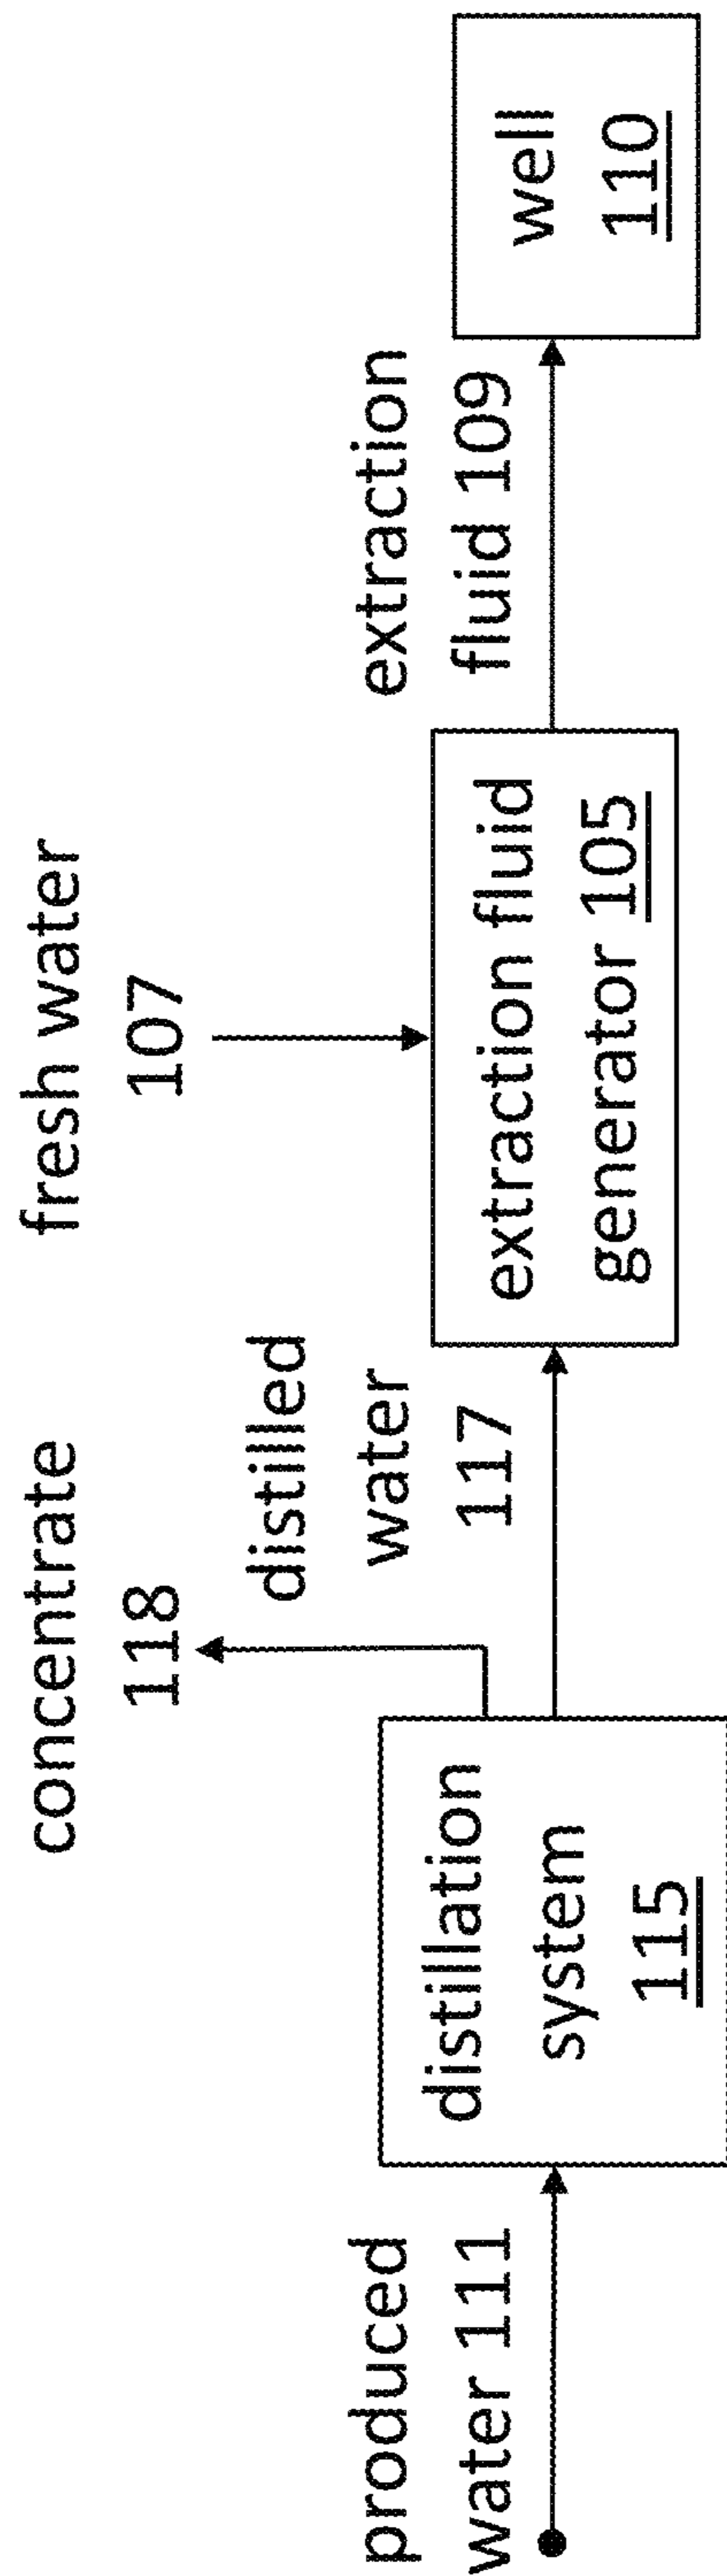 produced
water 111
distillation
system
115
concentrate
118
distilled
water
117
fresh water
107
extraction fluid
generator 105
extraction
fluid 109
well
110